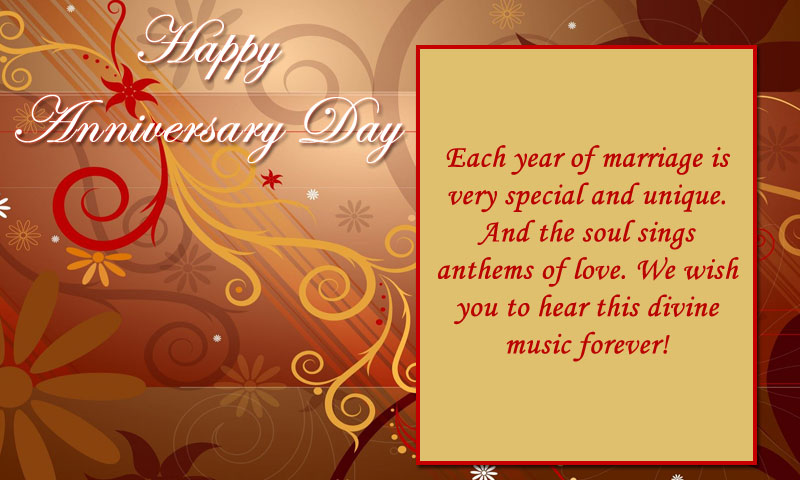 Happy
Anniversary Day
Each year of marriage is
very special and unique.
And the soul sings
anthems of love. We wish
you to hear this divine
music forever!